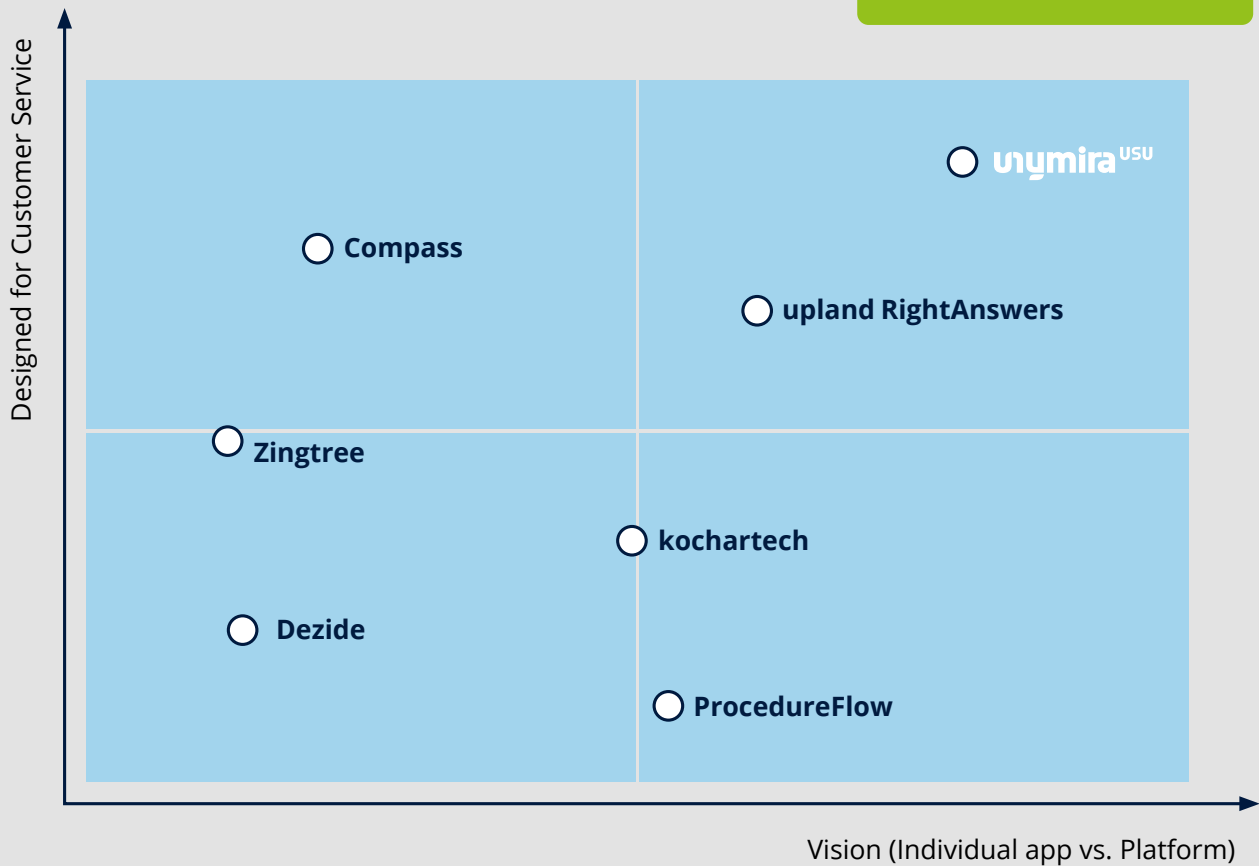 Designed for Customer Service
unymira USU
Compass
upland RightAnswers
Zingtree
kochartech
Dezide
ProcedureFlow
Vision (Individual app vs. Platform)